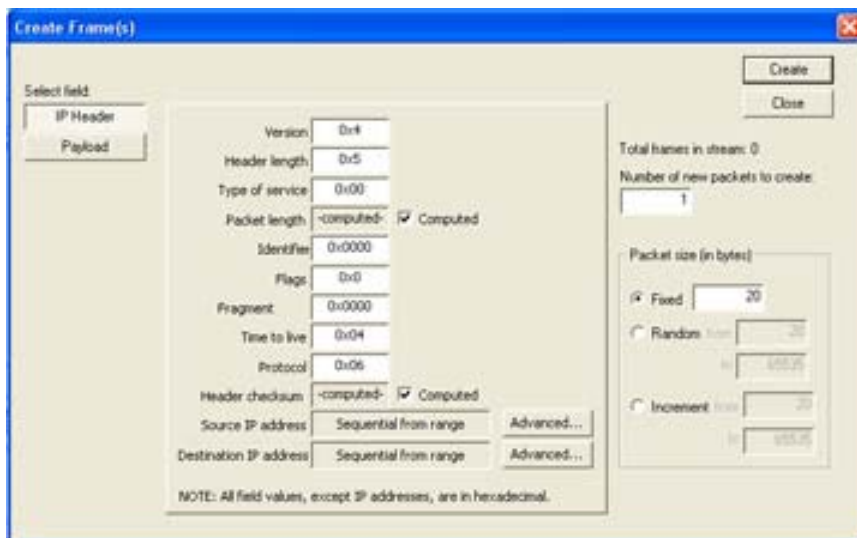 Create Frame(s)
Create
Close
Select field:
IP Header
Payload
Version 0x4
Header length 0x5
Type of service 0x00
Packet length -computed- Computed
Identifier 0x0000
Flags 0x0
Fragment 0x0000
Time to live 0x04
Protocol 0x06
Header checksum -computed- Computed
Source IP address Sequential from range Advanced...
Destination IP address Sequential from range Advanced...
NOTE: All field values, except IP addresses, are in hexadecimal.
Total frames in stream: 0
Number of new packets to create:
1
Packet size (in bytes)
Fixed 20
Random from 20
to 65535
Increment from 20
to 65535